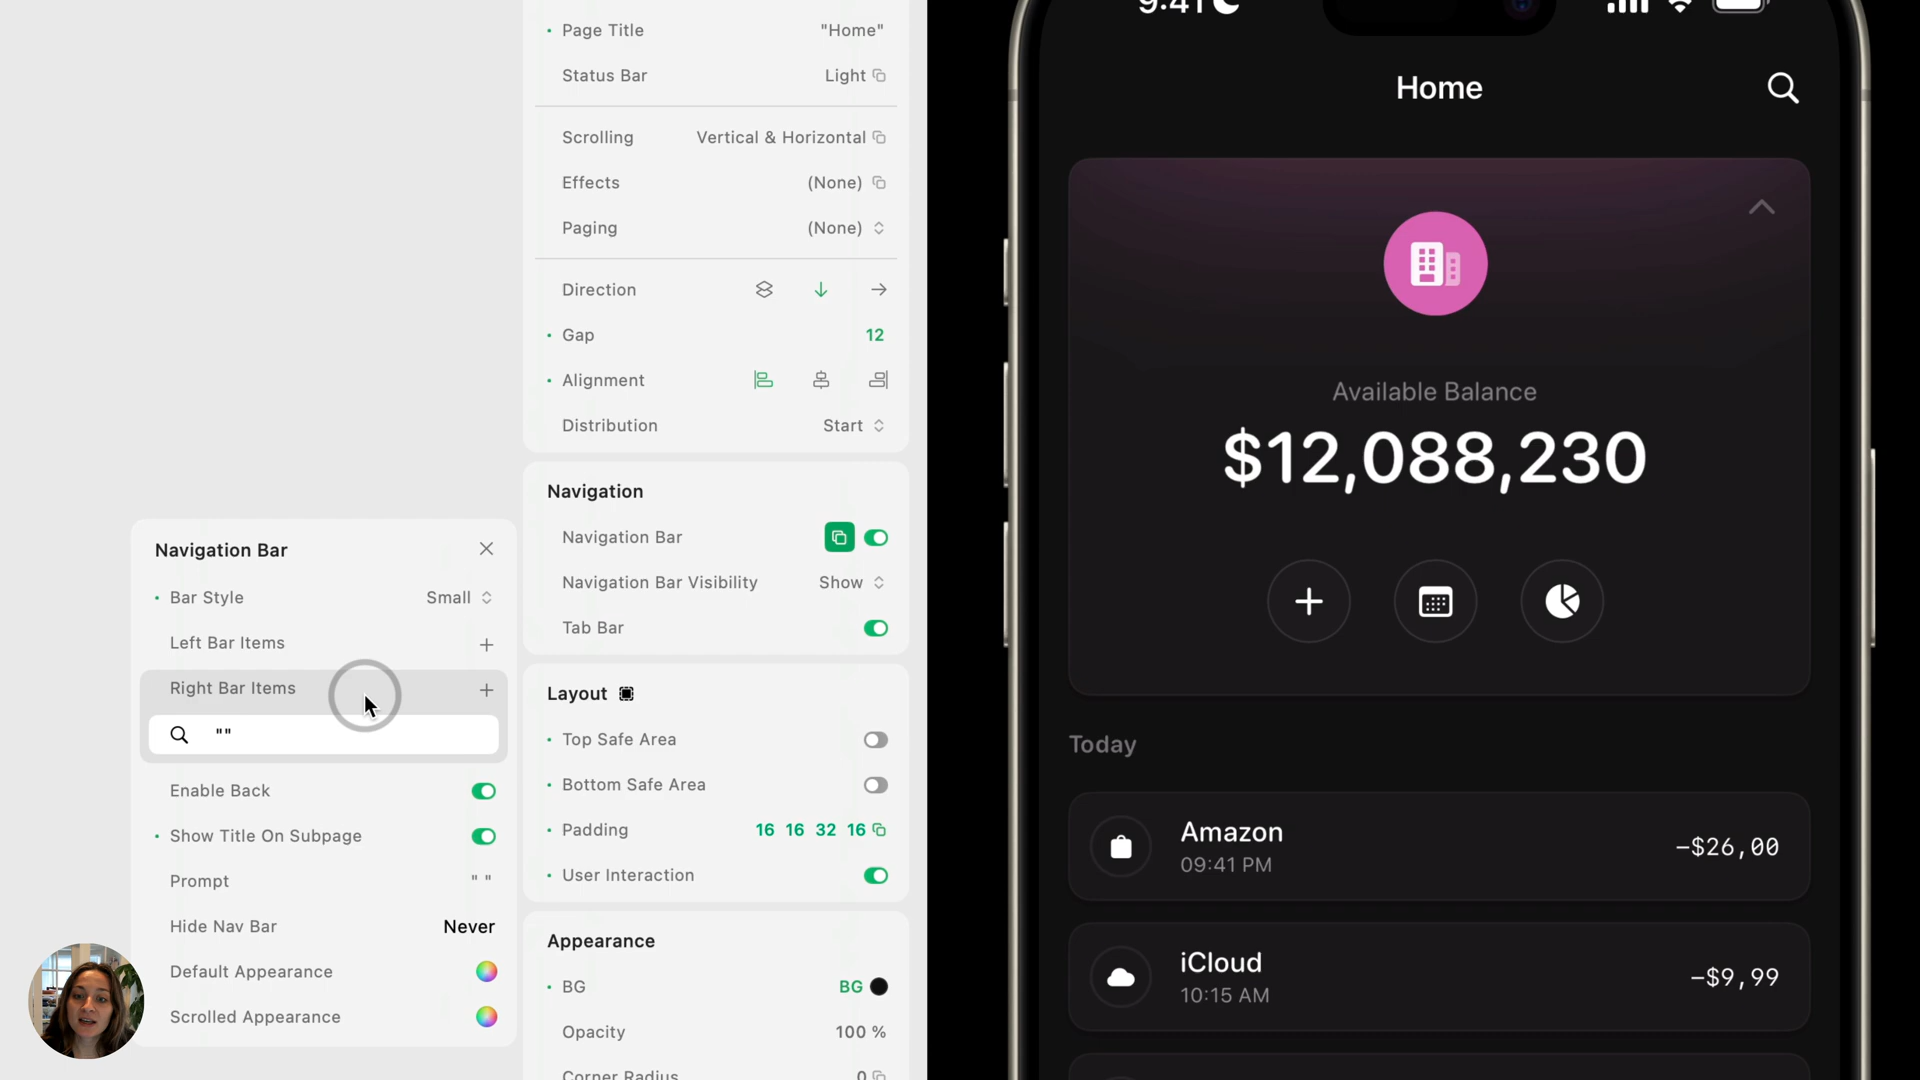 Page Title "Home"
Status Bar Light
Scrolling Vertical & Horizontal
Effects (None)
Paging (None)
Direction
Gap 12
Alignment
Distribution Start
Navigation
Navigation Bar
Navigation Bar Visibility Show
Tab Bar
Layout
Top Safe Area
Bottom Safe Area
Padding 16 16 32 16
User Interaction
Appearance
BG BG
Opacity 100 %
Corner Radius 0
Navigation Bar
Bar Style Small
Left Bar Items
Right Bar Items
""
Enable Back
Show Title On Subpage
Prompt " "
Hide Nav Bar Never
Default Appearance
Scrolled Appearance
9:41
Home
Available Balance
$12,088,230
Today
Amazon
09:41 PM
−$26,00
iCloud
10:15 AM
−$9,99